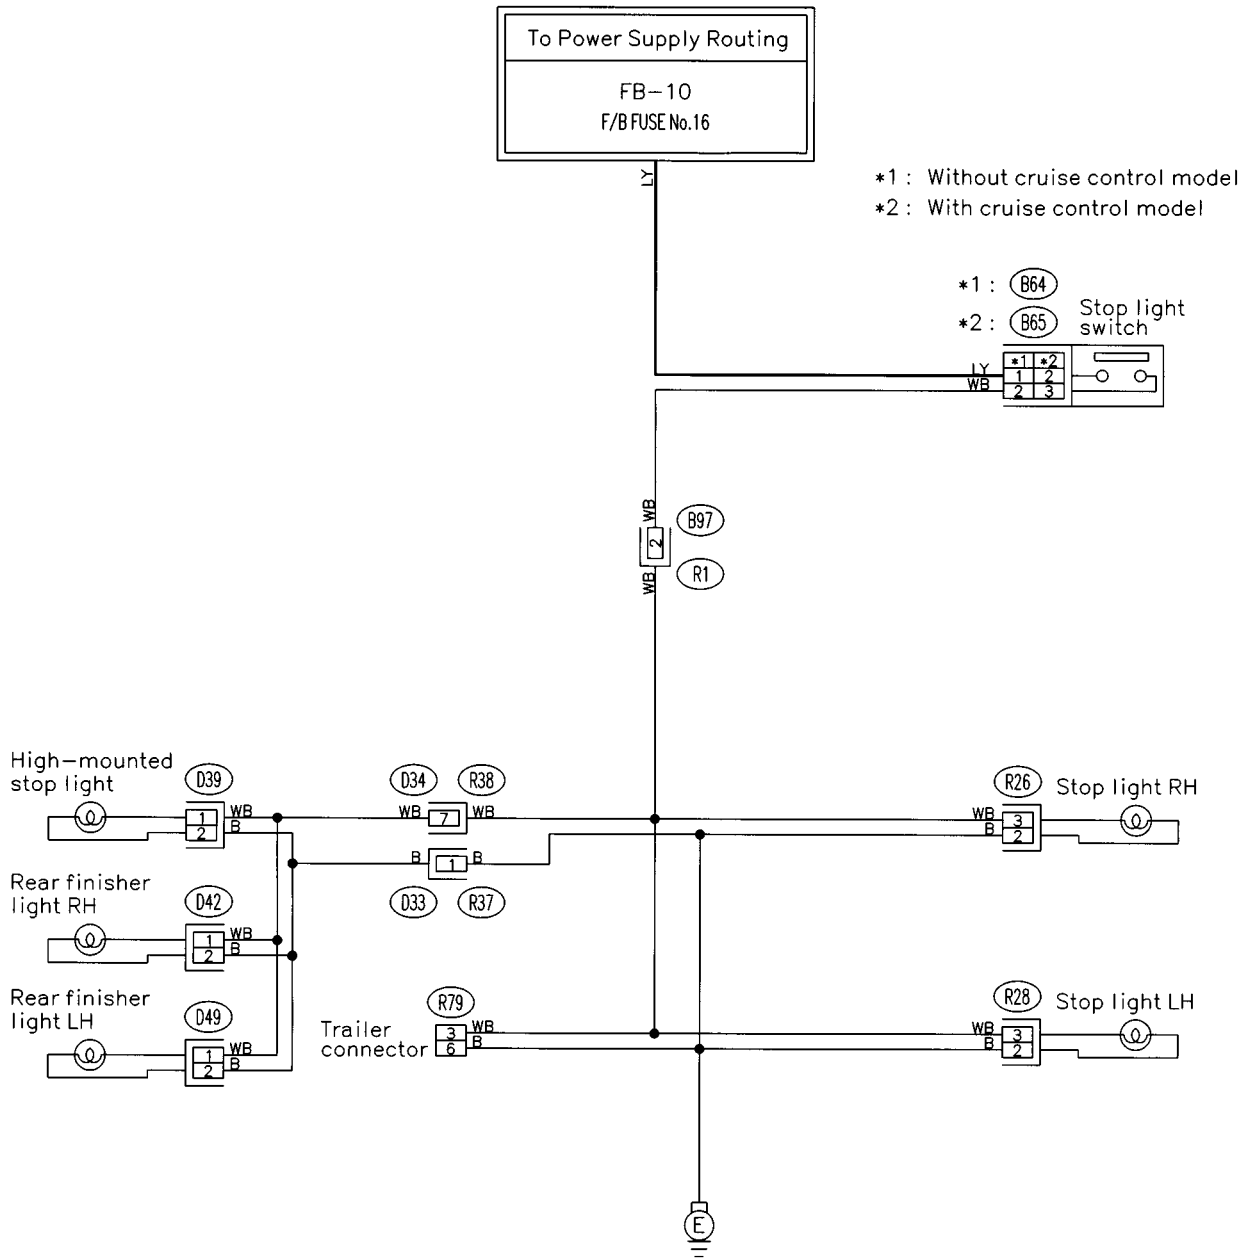 To Power Supply Routing
FB-10
F/B FUSE No.16
LY
*1 : Without cruise control model
*2 : With cruise control model
*1 : B64
*2 : B65
Stop light
switch
LY
WB
*1 *2
1 2
2 3
WB
B97
2
WB
R1
High-mounted
stop light
D39
1 WB
2 B
D34 R38
WB 7 WB
B 1 B
D33 R37
R26
Stop light RH
WB 3
B 2
Rear finisher
light RH
D42
1 WB
2 B
Rear finisher
light LH
D49
1 WB
2 B
R79
Trailer
connector
3 WB
6 B
R28
Stop light LH
WB 3
B 2
E